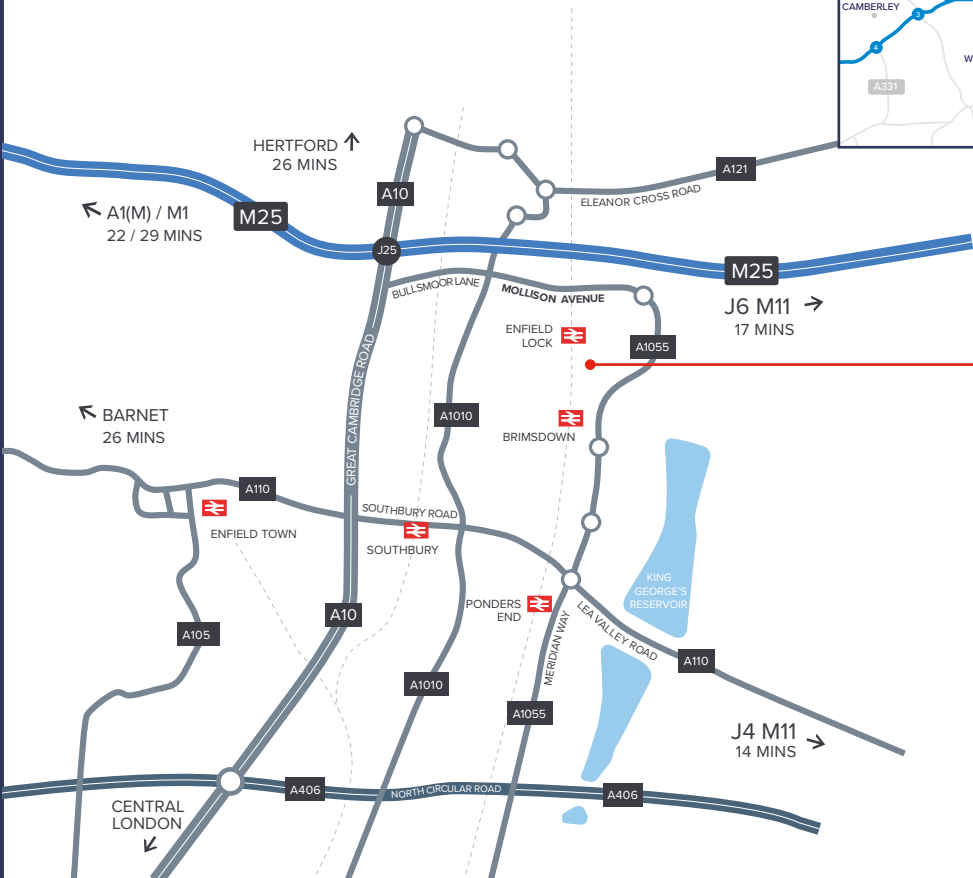 CAMBERLEY
3
4
W
A331
HERTFORD
26 MINS
A10
A121
ELEANOR CROSS ROAD
A1(M) / M1
22 / 29 MINS
M25
J25
M25
BULLSMOOR LANE
MOLLISON AVENUE
J6 M11
17 MINS
ENFIELD
LOCK
A1055
GREAT CAMBRIDGE ROAD
BARNET
26 MINS
A1010
BRIMSDOWN
A110
SOUTHBURY ROAD
ENFIELD TOWN
SOUTHBURY
KING
GEORGE'S
RESERVOIR
PONDERS
END
A10
LEA VALLEY ROAD
MERIDIAN WAY
A105
A110
A1010
A1055
J4 M11
14 MINS
A406
NORTH CIRCULAR ROAD
A406
CENTRAL
LONDON